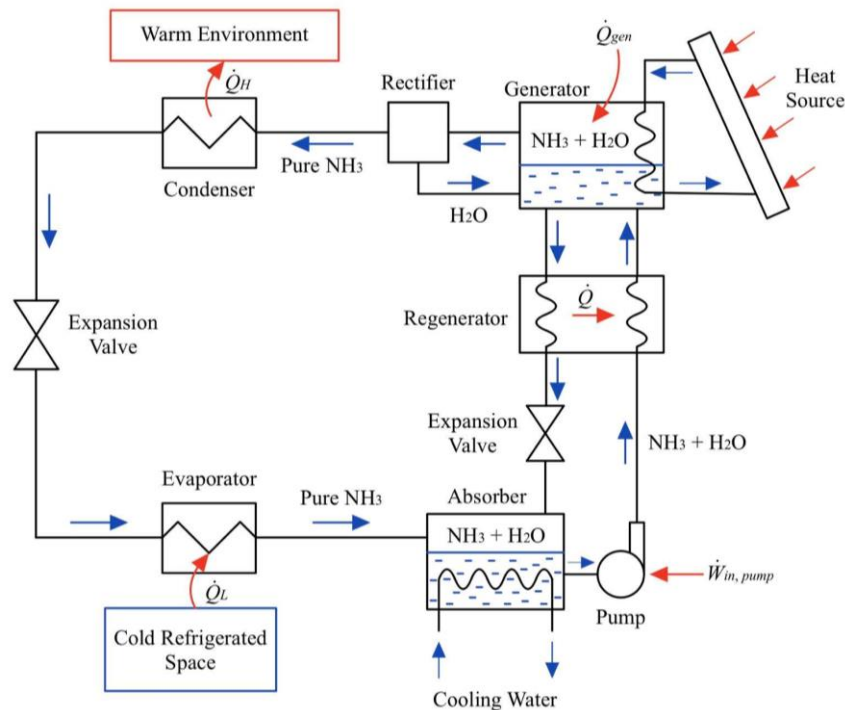 Warm Environment
Q̇H
Condenser
Pure NH3
Rectifier
H2O
Generator
Q̇gen
NH3 + H2O
Heat
Source
Expansion
Valve
Regenerator
Q̇
Expansion
Valve
NH3 + H2O
Evaporator
Pure NH3
Absorber
NH3 + H2O
Ẇin, pump
Pump
Q̇L
Cold Refrigerated
Space
Cooling Water